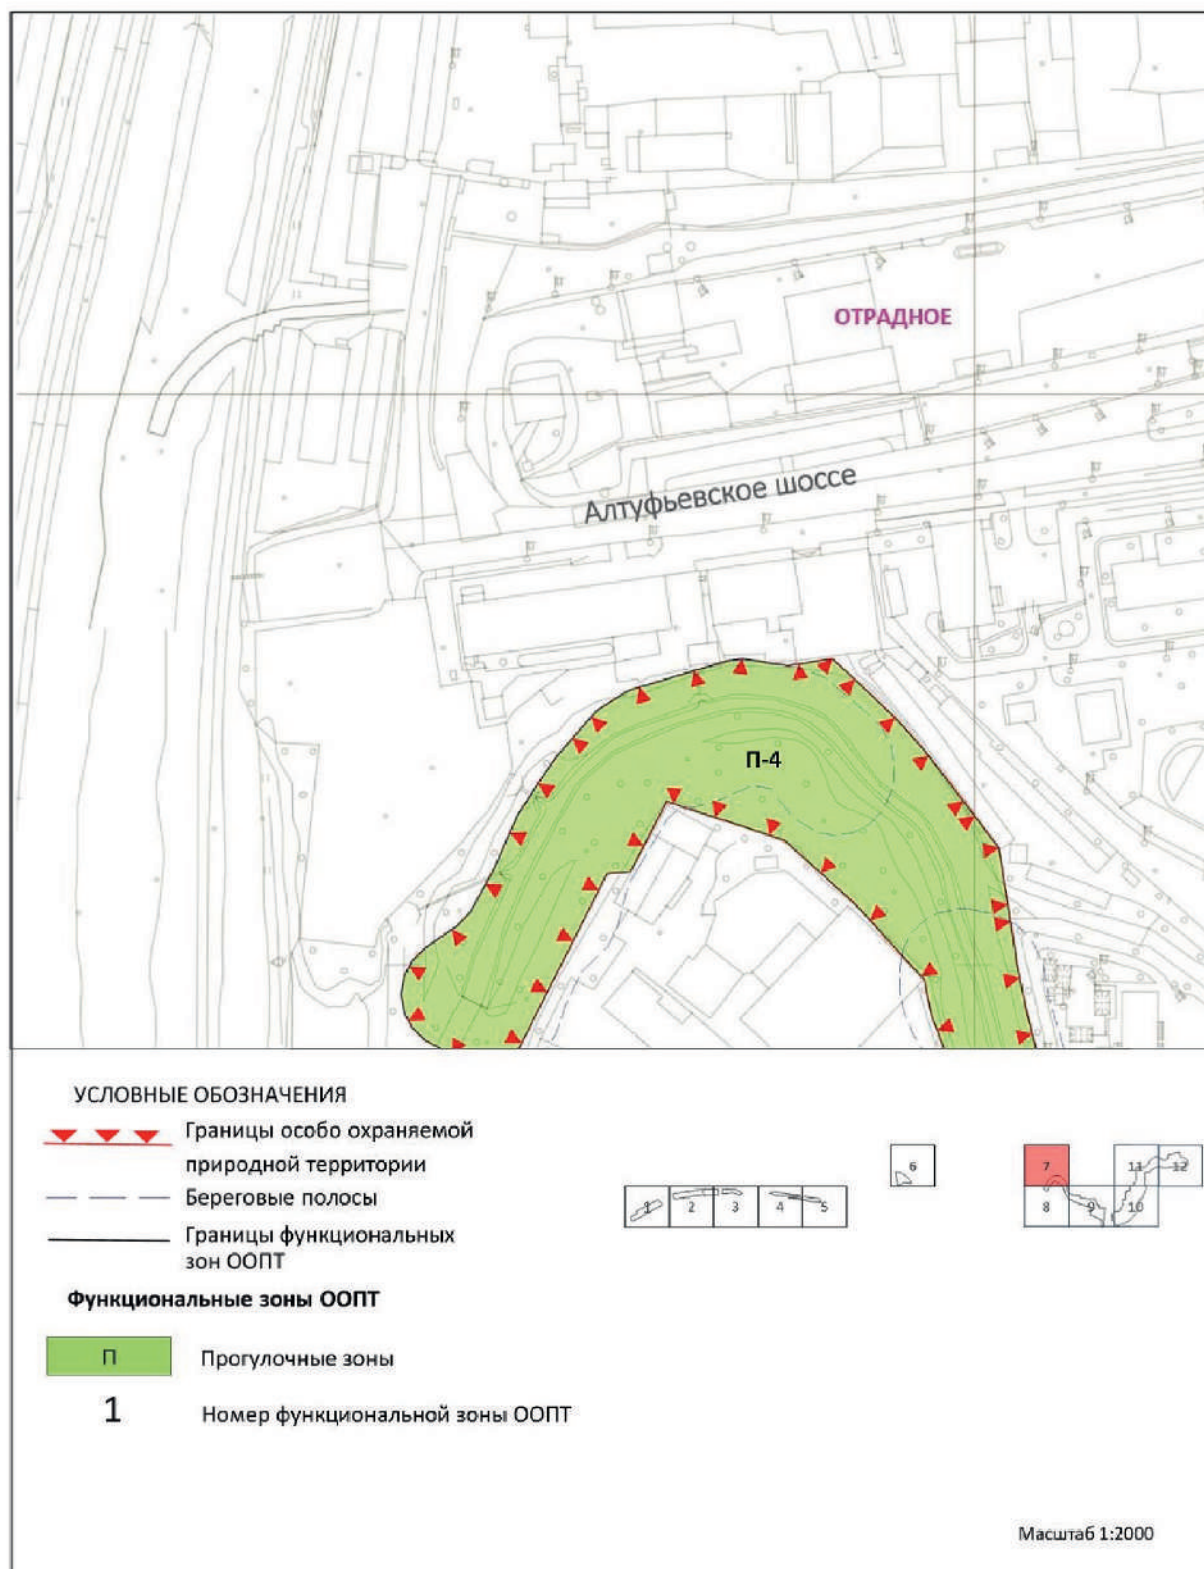 ОТРАДНОЕ
Алтуфьевское шоссе
П-4
УСЛОВНЫЕ ОБОЗНАЧЕНИЯ
Границы особо охраняемой
природной территории
Береговые полосы
Границы функциональных
зон ООПТ
Функциональные зоны ООПТ
П Прогулочные зоны
1 Номер функциональной зоны ООПТ
6 7 11 12
1 2 3 4 5 8 9 10
Масштаб 1:2000